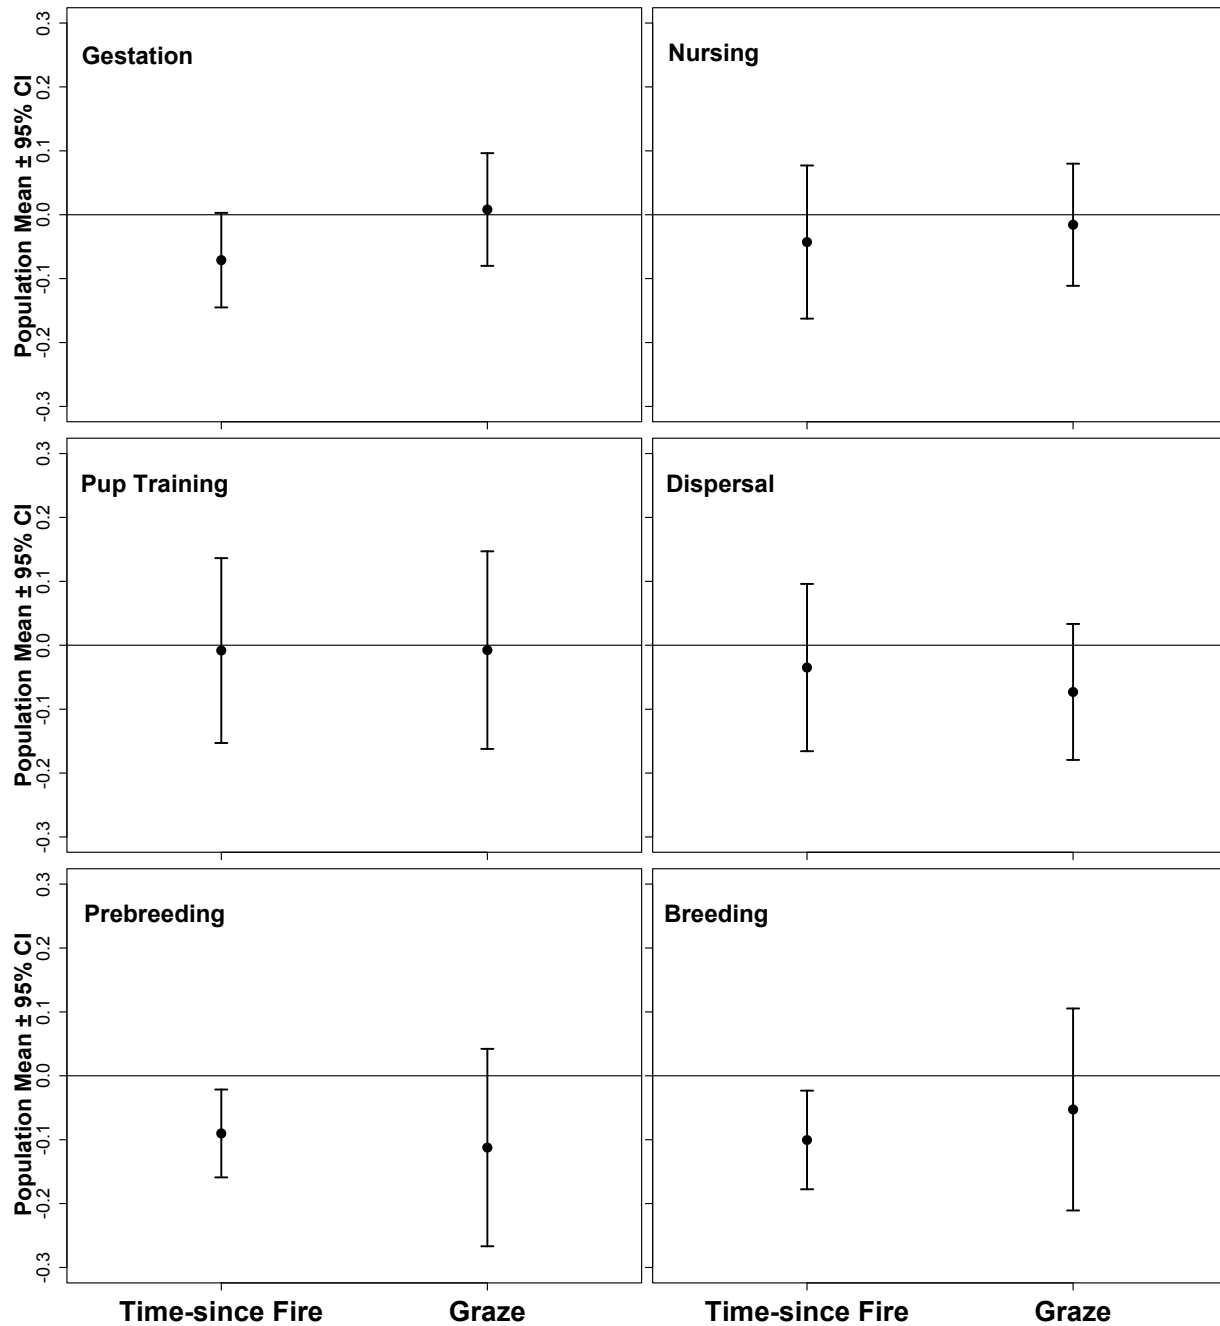 Gestation
Nursing
Population Mean ± 95% CI
0.3
0.2
0.1
0.0
-0.1
-0.2
-0.3
Pup Training
Dispersal
Population Mean ± 95% CI
0.3
0.2
0.1
0.0
-0.1
-0.2
-0.3
Prebreeding
Breeding
Population Mean ± 95% CI
0.3
0.2
0.1
0.0
-0.1
-0.2
-0.3
Time-since Fire Graze Time-since Fire Graze